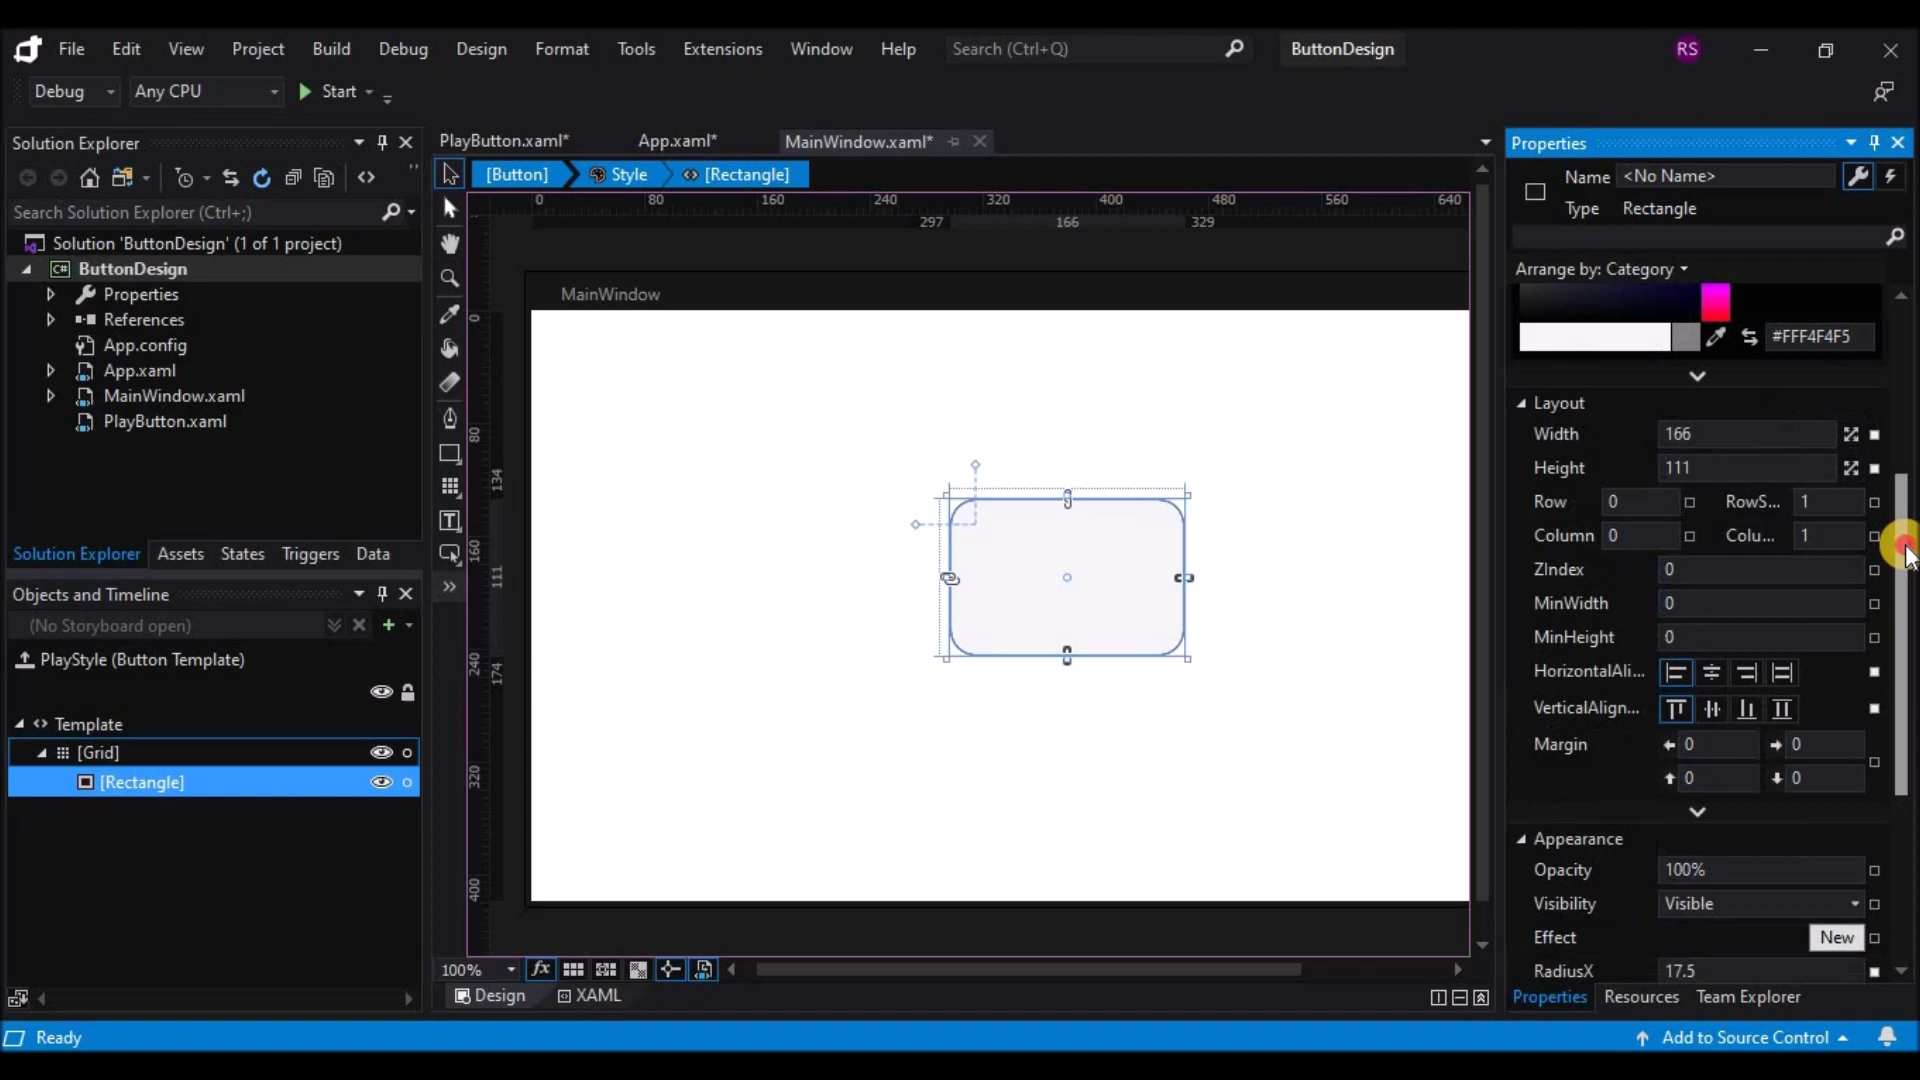 File Edit View Project Build Debug Design Format Tools Extensions Window Help Search (Ctrl+Q) ButtonDesign RS
Debug Any CPU Start
Solution Explorer
Search Solution Explorer (Ctrl+;)
Solution 'ButtonDesign' (1 of 1 project)
C# ButtonDesign
Properties
References
App.config
App.xaml
MainWindow.xaml
PlayButton.xaml
Solution Explorer Assets States Triggers Data
Objects and Timeline
(No Storyboard open)
PlayStyle (Button Template)
Template
[Grid]
[Rectangle]
PlayButton.xaml* App.xaml* MainWindow.xaml*
[Button] Style [Rectangle]
0 80 160 240 320 400 480 560 640
297 166 329
MainWindow
0
80
134
160
111
240
174
320
400
100% fx
Design XAML
Properties
Name <No Name>
Type Rectangle
Arrange by: Category
#FFF4F4F5
Layout
Width 166
Height 111
Row 0 RowS... 1
Column 0 Colu... 1
ZIndex 0
MinWidth 0
MinHeight 0
HorizontalAli...
VerticalAlign...
Margin 0 0
0 0
Appearance
Opacity 100%
Visibility Visible
Effect New
RadiusX 17.5
Properties Resources Team Explorer
Ready Add to Source Control